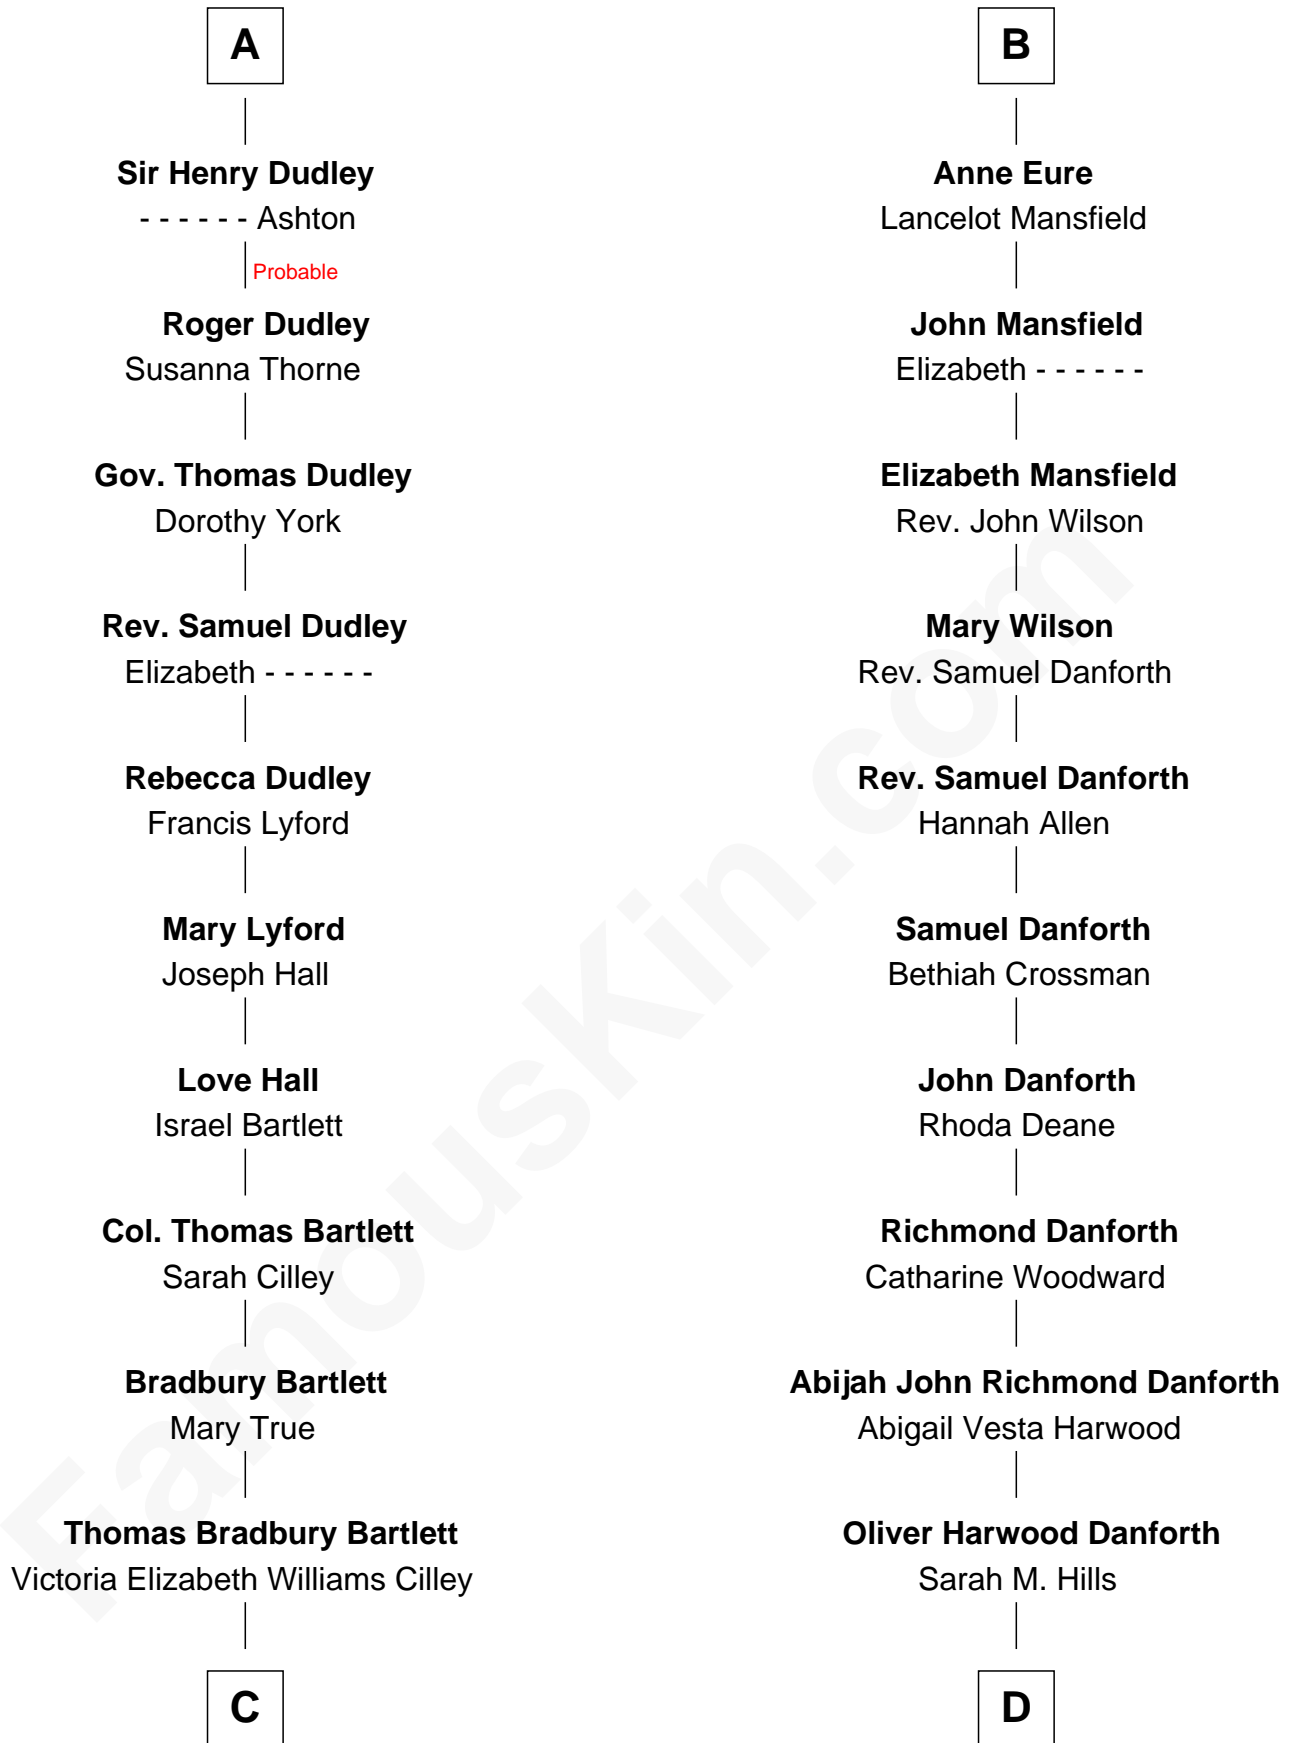 A
Sir Henry Dudley
- - - - - - Ashton
Probable
Roger Dudley
Susanna Thorne
Gov. Thomas Dudley
Dorothy York
Rev. Samuel Dudley
Elizabeth - - - - - -
Rebecca Dudley
Francis Lyford
Mary Lyford
Joseph Hall
Love Hall
Israel Bartlett
Col. Thomas Bartlett
Sarah Cilley
Bradbury Bartlett
Mary True
Thomas Bradbury Bartlett
Victoria Elizabeth Williams Cilley
C
B
Anne Eure
Lancelot Mansfield
John Mansfield
Elizabeth - - - - - -
Elizabeth Mansfield
Rev. John Wilson
Mary Wilson
Rev. Samuel Danforth
Rev. Samuel Danforth
Hannah Allen
Samuel Danforth
Bethiah Crossman
John Danforth
Rhoda Deane
Richmond Danforth
Catharine Woodward
Abijah John Richmond Danforth
Abigail Vesta Harwood
Oliver Harwood Danforth
Sarah M. Hills
D
FamousKin.com